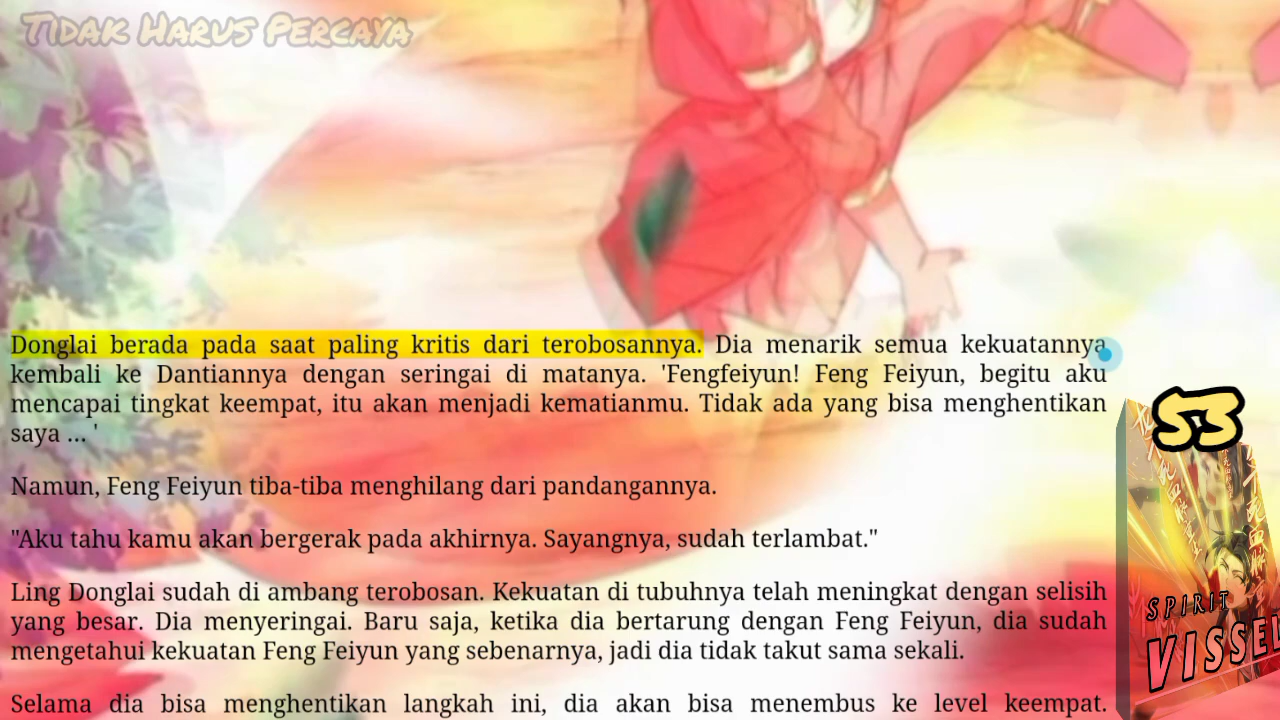 Tidak Harus Percaya
Donglai berada pada saat paling kritis dari terobosannya. Dia menarik semua kekuatannya
kembali ke Dantiannya dengan seringai di matanya. 'Fengfeiyun! Feng Feiyun, begitu aku
mencapai tingkat keempat, itu akan menjadi kematianmu. Tidak ada yang bisa menghentikan
saya ... '
Namun, Feng Feiyun tiba-tiba menghilang dari pandangannya.
"Aku tahu kamu akan bergerak pada akhirnya. Sayangnya, sudah terlambat."
Ling Donglai sudah di ambang terobosan. Kekuatan di tubuhnya telah meningkat dengan selisih
yang besar. Dia menyeringai. Baru saja, ketika dia bertarung dengan Feng Feiyun, dia sudah
mengetahui kekuatan Feng Feiyun yang sebenarnya, jadi dia tidak takut sama sekali.
Selama dia bisa menghentikan langkah ini, dia akan bisa menembus ke level keempat.
53
SPIRIT
VISSEL